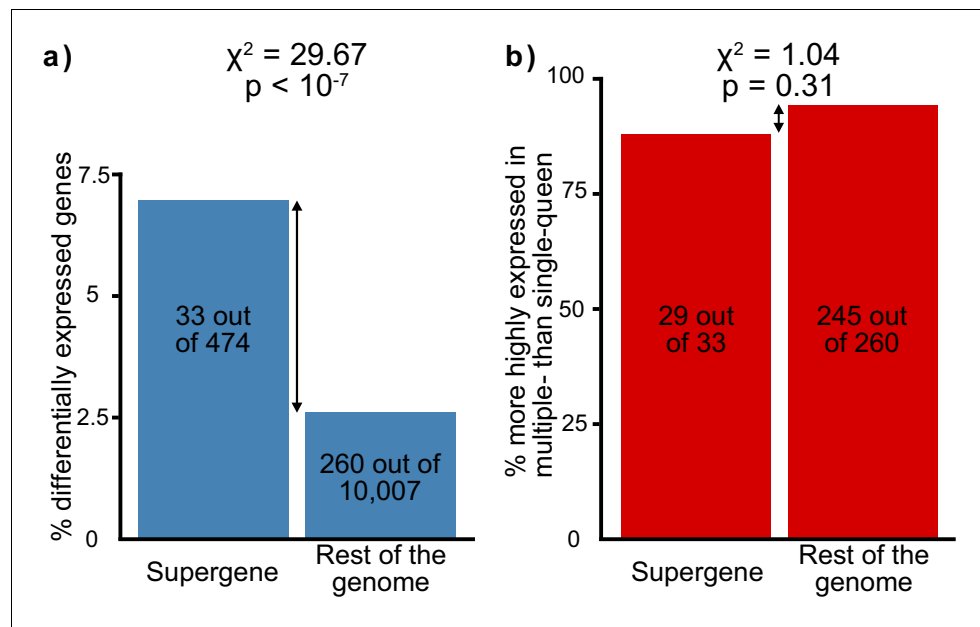 a)
χ² = 29.67
p < 10⁻⁷
% differentially expressed genes
7.5
5
2.5
0
33 out
of 474
260 out of
10,007
Supergene
Rest of the
genome
b)
χ² = 1.04
p = 0.31
% more highly expressed in
multiple- than single-queen
100
75
50
25
0
29 out
of 33
245 out
of 260
Supergene
Rest of the
genome